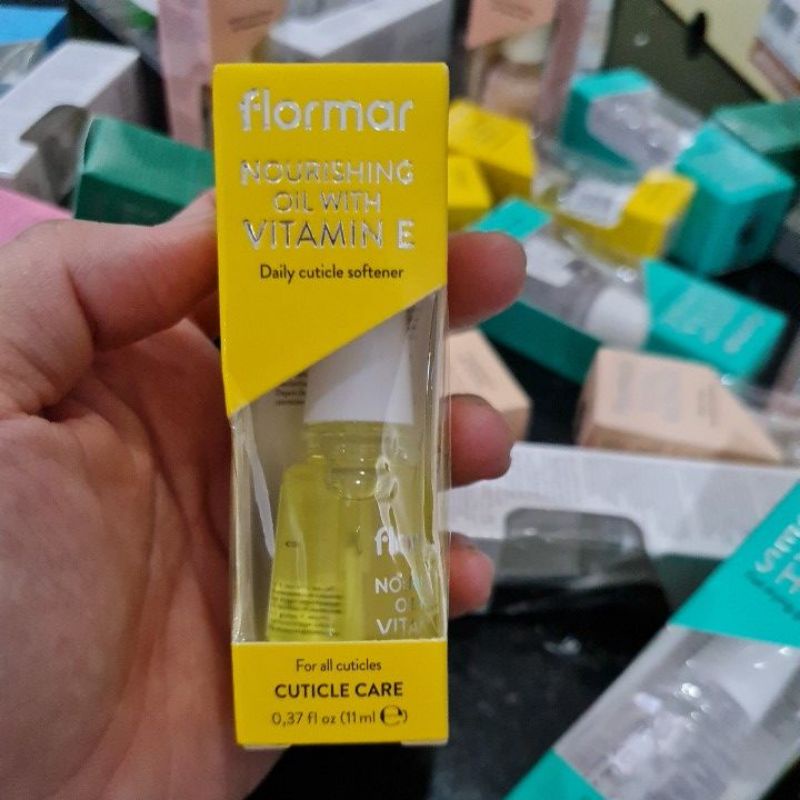 flormar
NOURISHING
OIL WITH
VITAMIN E
Daily cuticle softener
For all cuticles
CUTICLE CARE
0,37 fl oz (11 ml ℮)